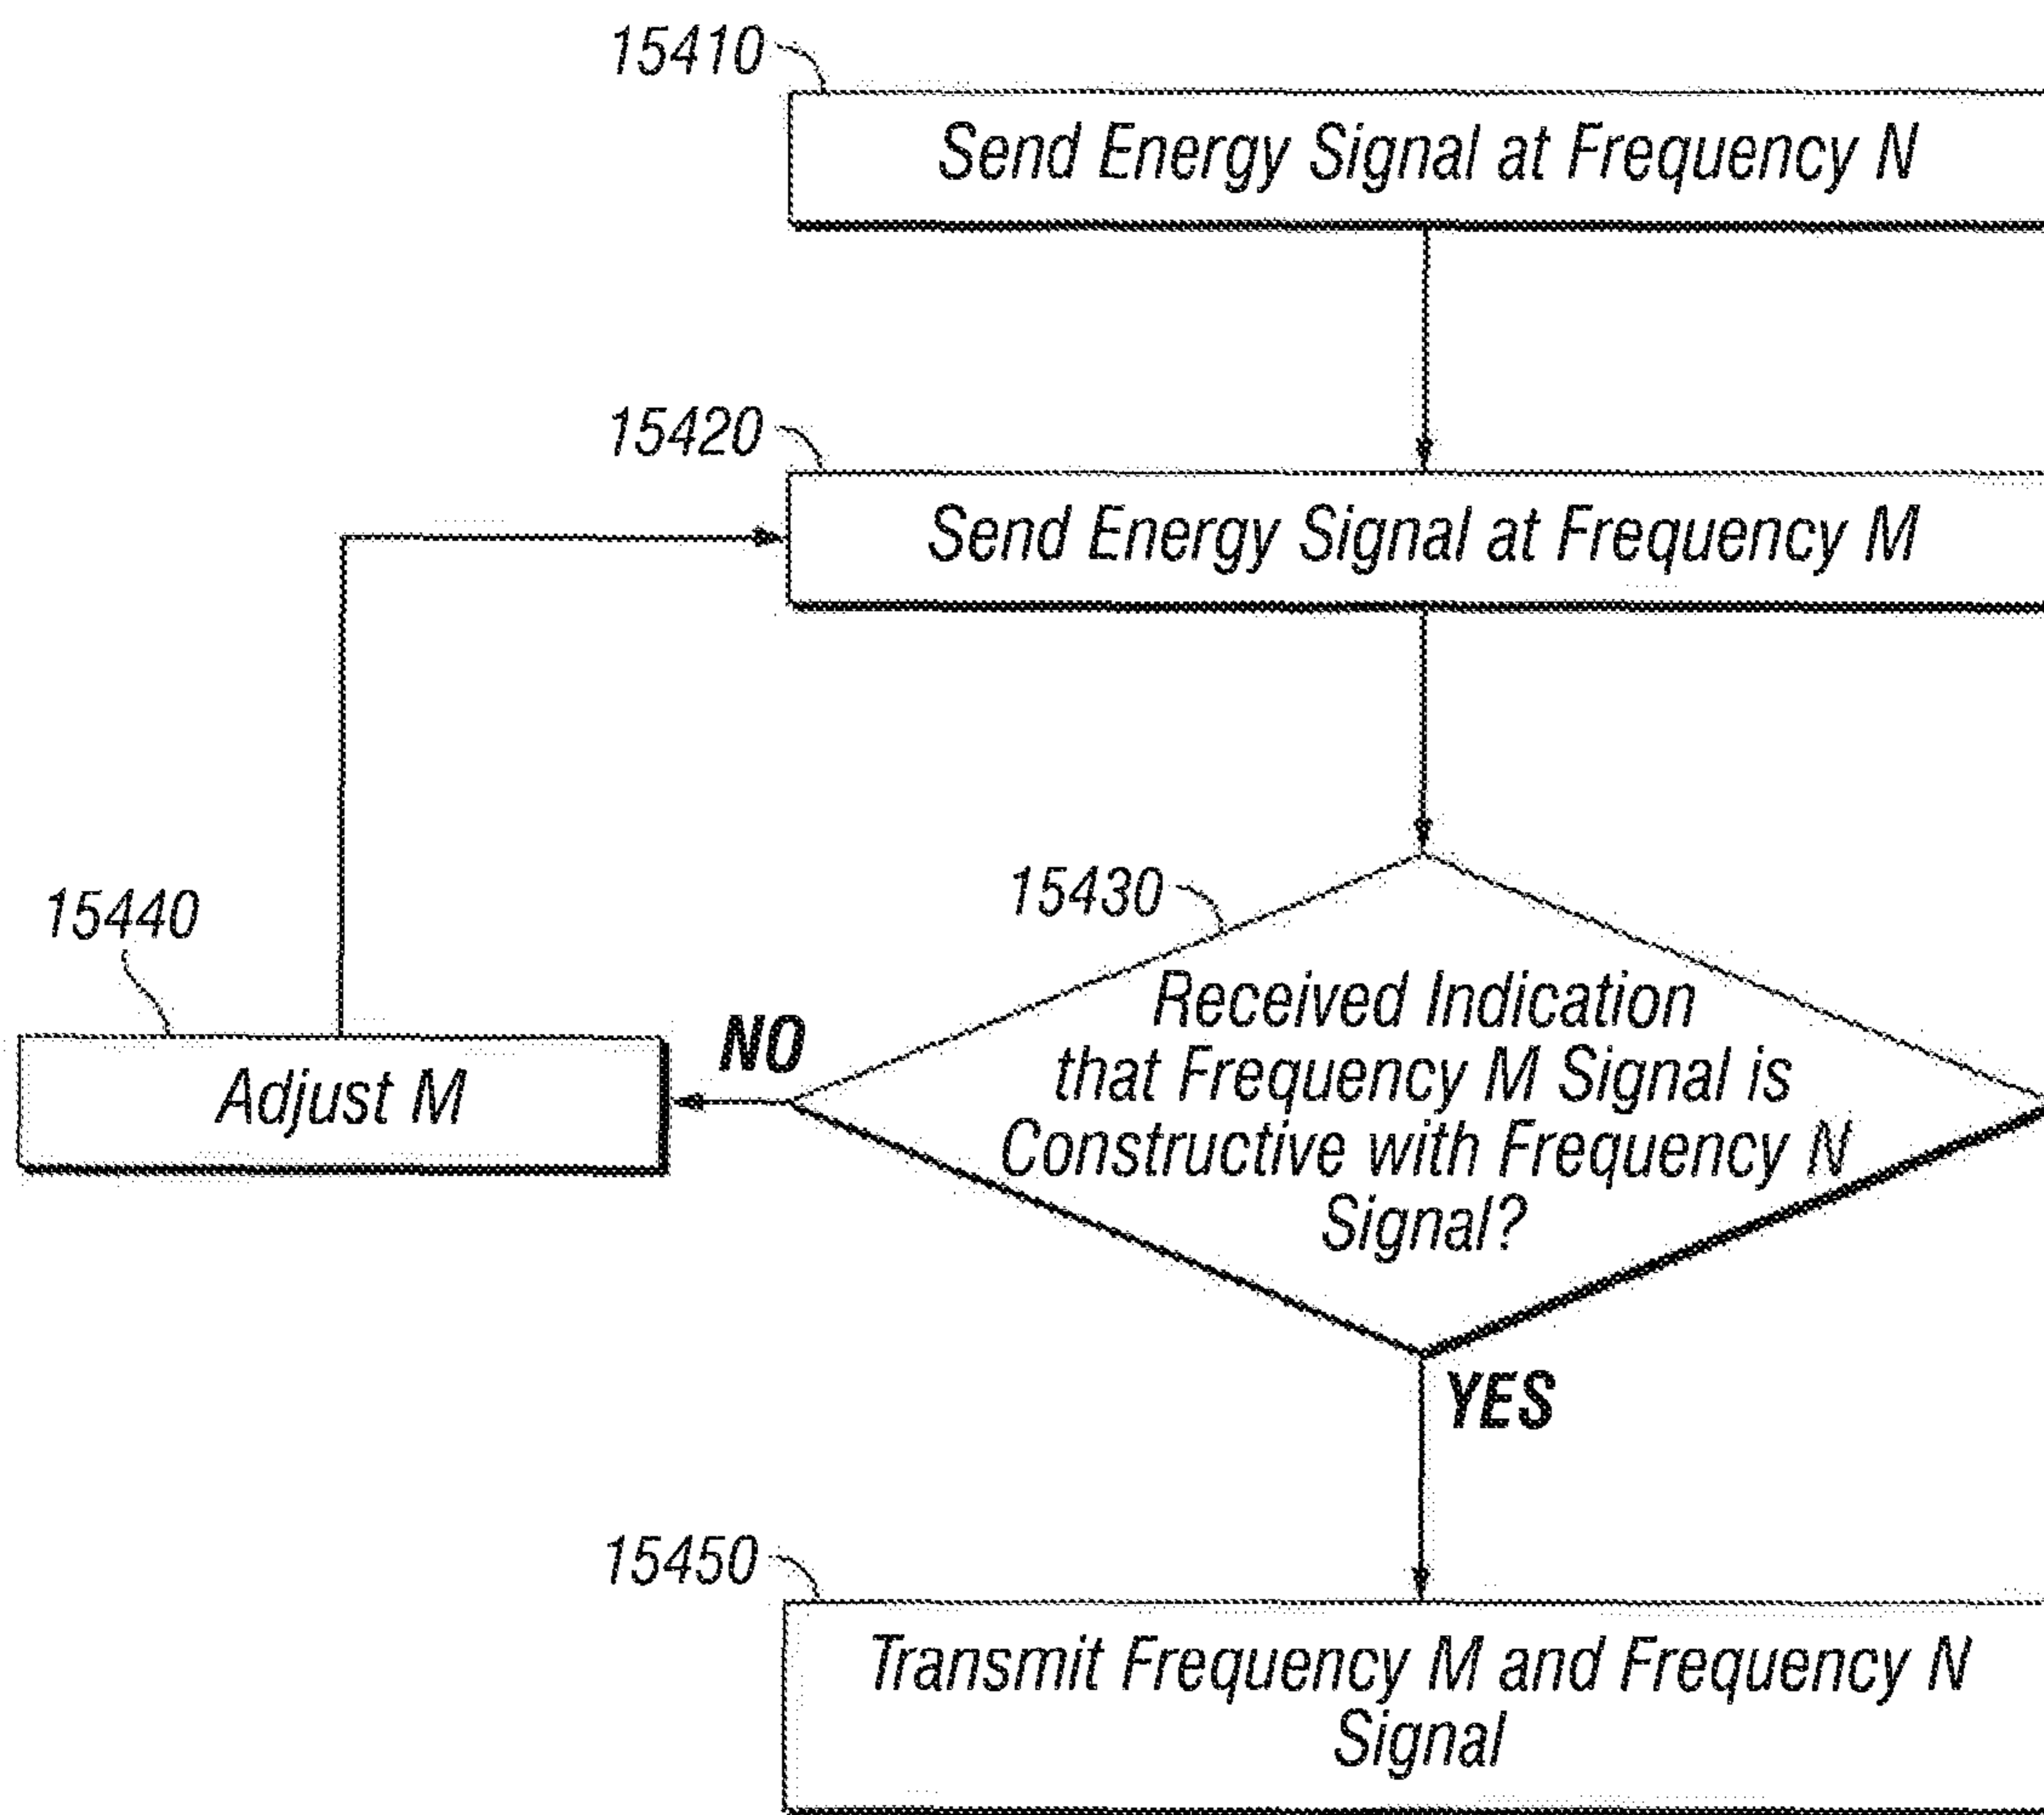 15410
Send Energy Signal at Frequency N
15420
Send Energy Signal at Frequency M
15430
Received Indication
that Frequency M Signal is
Constructive with Frequency N
Signal?
NO
15440
Adjust M
YES
15450
Transmit Frequency M and Frequency N
Signal